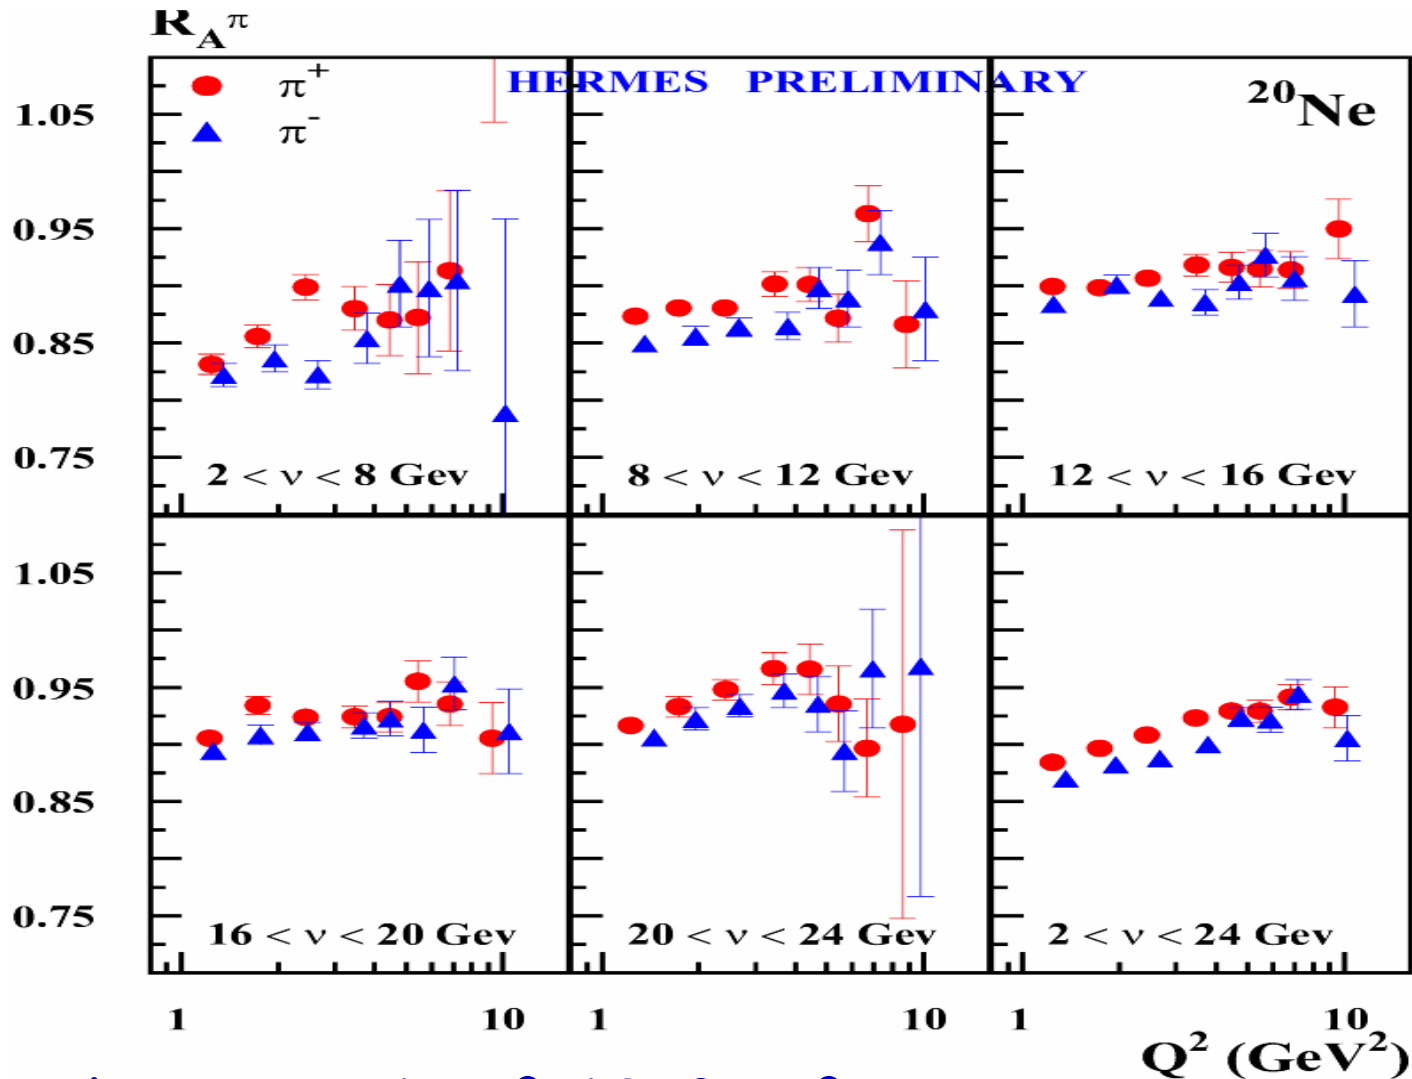 R_A^π
π+
π-
HERMES PRELIMINARY
20Ne
1.05
0.95
0.85
0.75
2 < ν < 8 Gev
8 < ν < 12 Gev
12 < ν < 16 Gev
1.05
0.95
0.85
0.75
16 < ν < 20 Gev
20 < ν < 24 Gev
2 < ν < 24 Gev
1 10 1 10 1 10
Q² (GeV²)